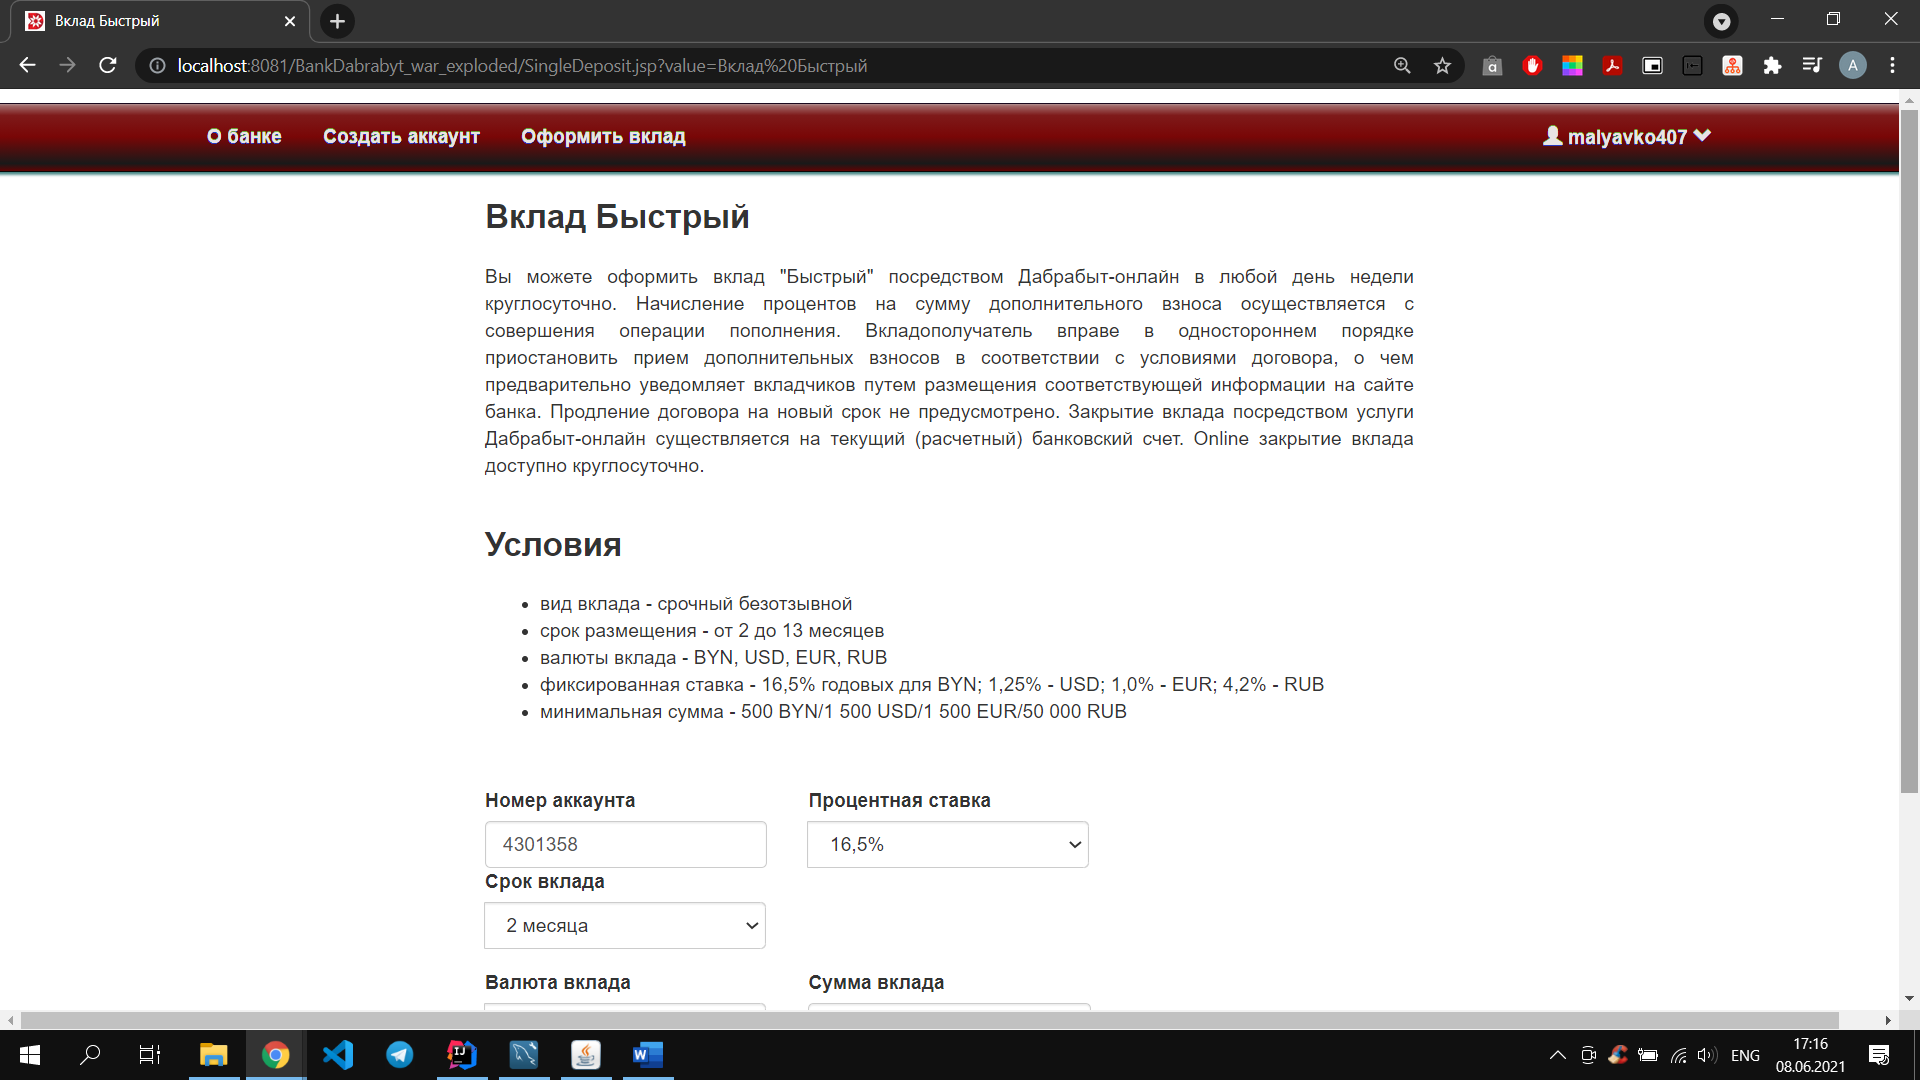 Вклад Быстрый
localhost:8081/BankDabrabyt_war_exploded/SingleDeposit.jsp?value=Вклад%20Быстрый
A
О банке Создать аккаунт Оформить вклад malyavko407
Вклад Быстрый
Вы можете оформить вклад "Быстрый" посредством Дабрабыт-онлайн в любой день недели
круглосуточно. Начисление процентов на сумму дополнительного взноса осуществляется с
совершения операции пополнения. Вкладополучатель вправе в одностороннем порядке
приостановить прием дополнительных взносов в соответствии с условиями договора, о чем
предварительно уведомляет вкладчиков путем размещения соответствующей информации на сайте
банка. Продление договора на новый срок не предусмотрено. Закрытие вклада посредством услуги
Дабрабыт-онлайн существляется на текущий (расчетный) банковский счет. Online закрытие вклада
доступно круглосуточно.
Условия
вид вклада - срочный безотзывной
срок размещения - от 2 до 13 месяцев
валюты вклада - BYN, USD, EUR, RUB
фиксированная ставка - 16,5% годовых для BYN; 1,25% - USD; 1,0% - EUR; 4,2% - RUB
минимальная сумма - 500 BYN/1 500 USD/1 500 EUR/50 000 RUB
Номер аккаунта Процентная ставка
4301358 16,5%
Срок вклада
2 месяца
Валюта вклада Сумма вклада
ENG
17:16
08.06.2021